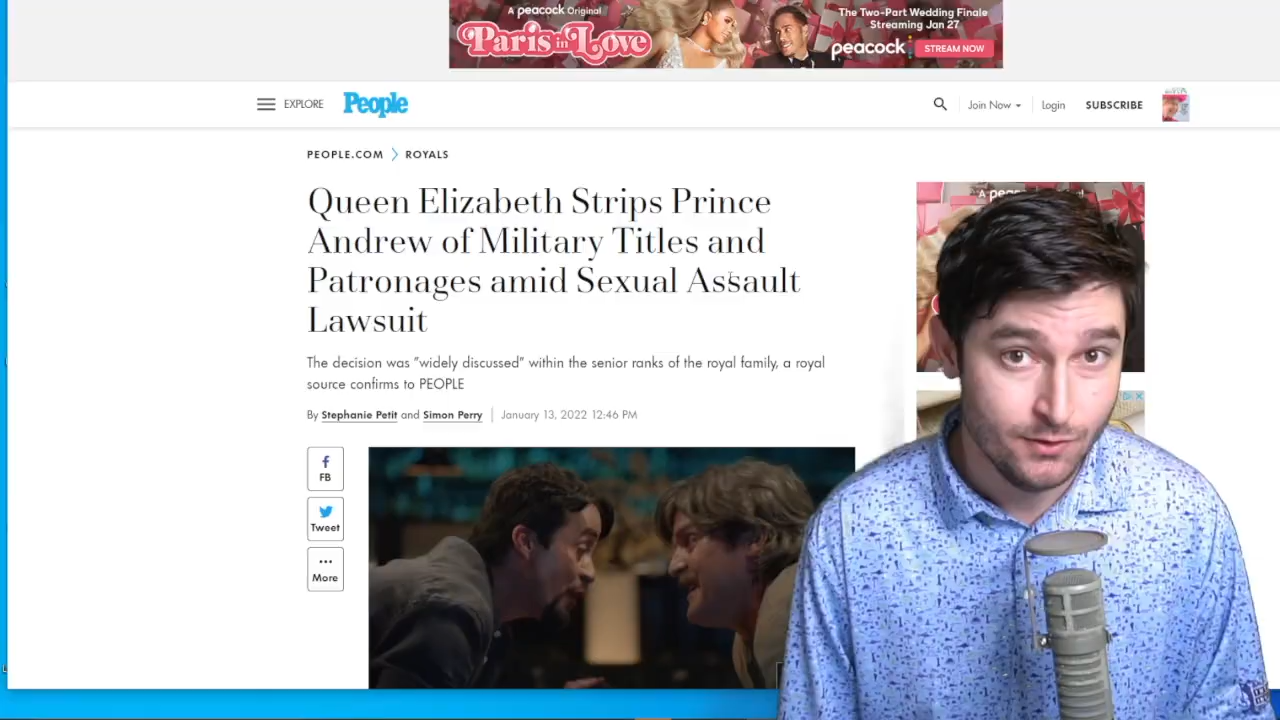 A peacock Original
Paris in Love
The Two-Part Wedding Finale
Streaming Jan 27
peacock
STREAM NOW
EXPLORE
People
Join Now
Login
SUBSCRIBE
PEOPLE.COM
ROYALS
Queen Elizabeth Strips Prince
Andrew of Military Titles and
Patronages amid Sexual Assault
Lawsuit
The decision was "widely discussed" within the senior ranks of the royal family, a royal
source confirms to PEOPLE
By Stephanie Petit and Simon Perry
January 13, 2022 12:46 PM
FB
Tweet
More